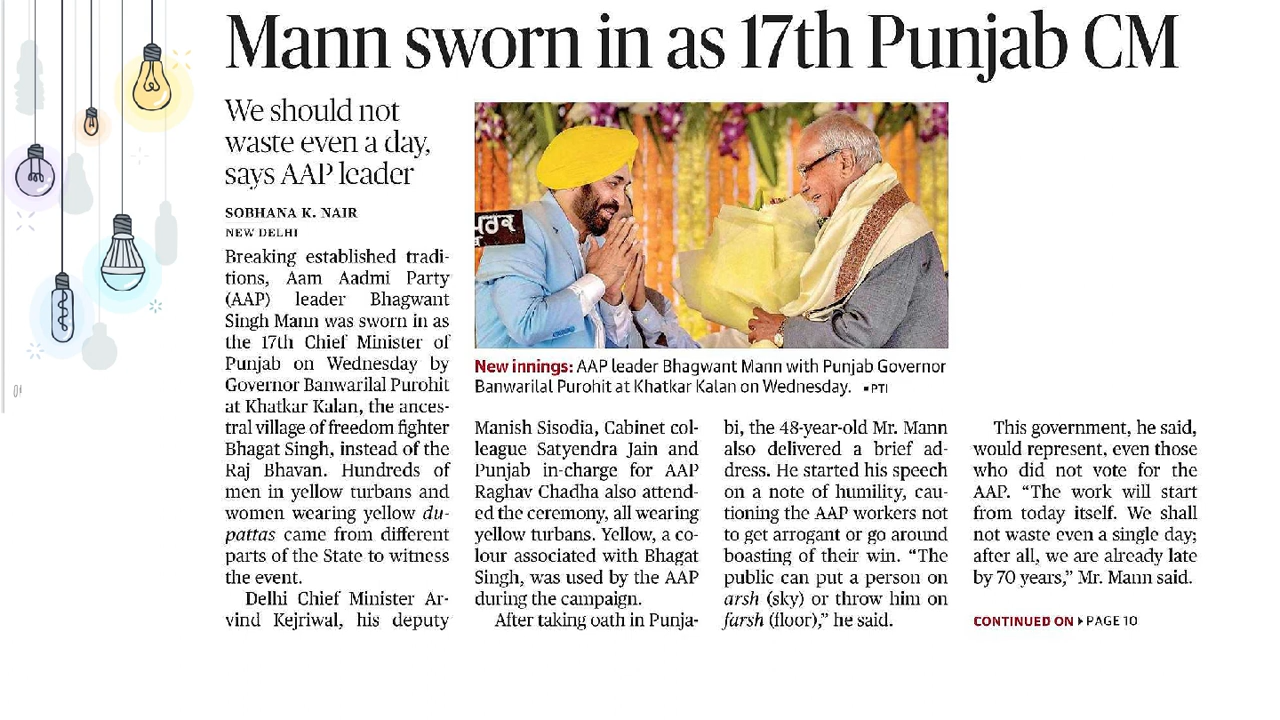 Mann sworn in as 17th Punjab CM
We should not
waste even a day,
says AAP leader
SOBHANA K. NAIR
NEW DELHI
Breaking established tradi-
tions, Aam Aadmi Party
(AAP) leader Bhagwant
Singh Mann was sworn in as
the 17th Chief Minister of
Punjab on Wednesday by
Governor Banwarilal Purohit
at Khatkar Kalan, the ances-
tral village of freedom fighter
Bhagat Singh, instead of the
Raj Bhavan. Hundreds of
men in yellow turbans and
women wearing yellow du-
pattas came from different
parts of the State to witness
the event.
Delhi Chief Minister Ar-
vind Kejriwal, his deputy
New innings: AAP leader Bhagwant Mann with Punjab Governor
Banwarilal Purohit at Khatkar Kalan on Wednesday. ▪PTI
Manish Sisodia, Cabinet col-
league Satyendra Jain and
Punjab in-charge for AAP
Raghav Chadha also attend-
ed the ceremony, all wearing
yellow turbans. Yellow, a co-
lour associated with Bhagat
Singh, was used by the AAP
during the campaign.
After taking oath in Punja-
bi, the 48-year-old Mr. Mann
also delivered a brief ad-
dress. He started his speech
on a note of humility, cau-
tioning the AAP workers not
to get arrogant or go around
boasting of their win. “The
public can put a person on
arsh (sky) or throw him on
farsh (floor),” he said.
This government, he said,
would represent, even those
who did not vote for the
AAP. “The work will start
from today itself. We shall
not waste even a single day;
after all, we are already late
by 70 years,” Mr. Mann said.
CONTINUED ON ▸ PAGE 10